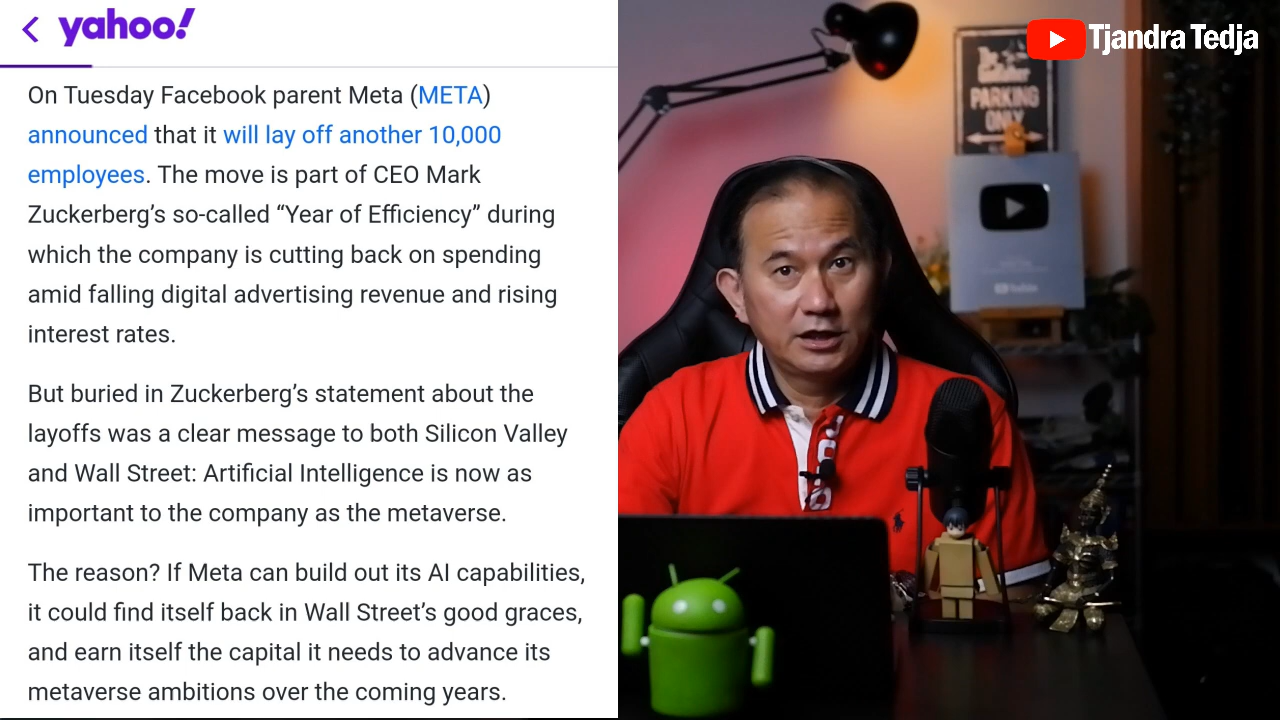 yahoo!
On Tuesday Facebook parent Meta (META)
announced that it will lay off another 10,000
employees. The move is part of CEO Mark
Zuckerberg’s so-called “Year of Efficiency” during
which the company is cutting back on spending
amid falling digital advertising revenue and rising
interest rates.
But buried in Zuckerberg’s statement about the
layoffs was a clear message to both Silicon Valley
and Wall Street: Artificial Intelligence is now as
important to the company as the metaverse.
The reason? If Meta can build out its AI capabilities,
it could find itself back in Wall Street’s good graces,
and earn itself the capital it needs to advance its
metaverse ambitions over the coming years.
Tjandra Tedja
The
PARKING
ONLY